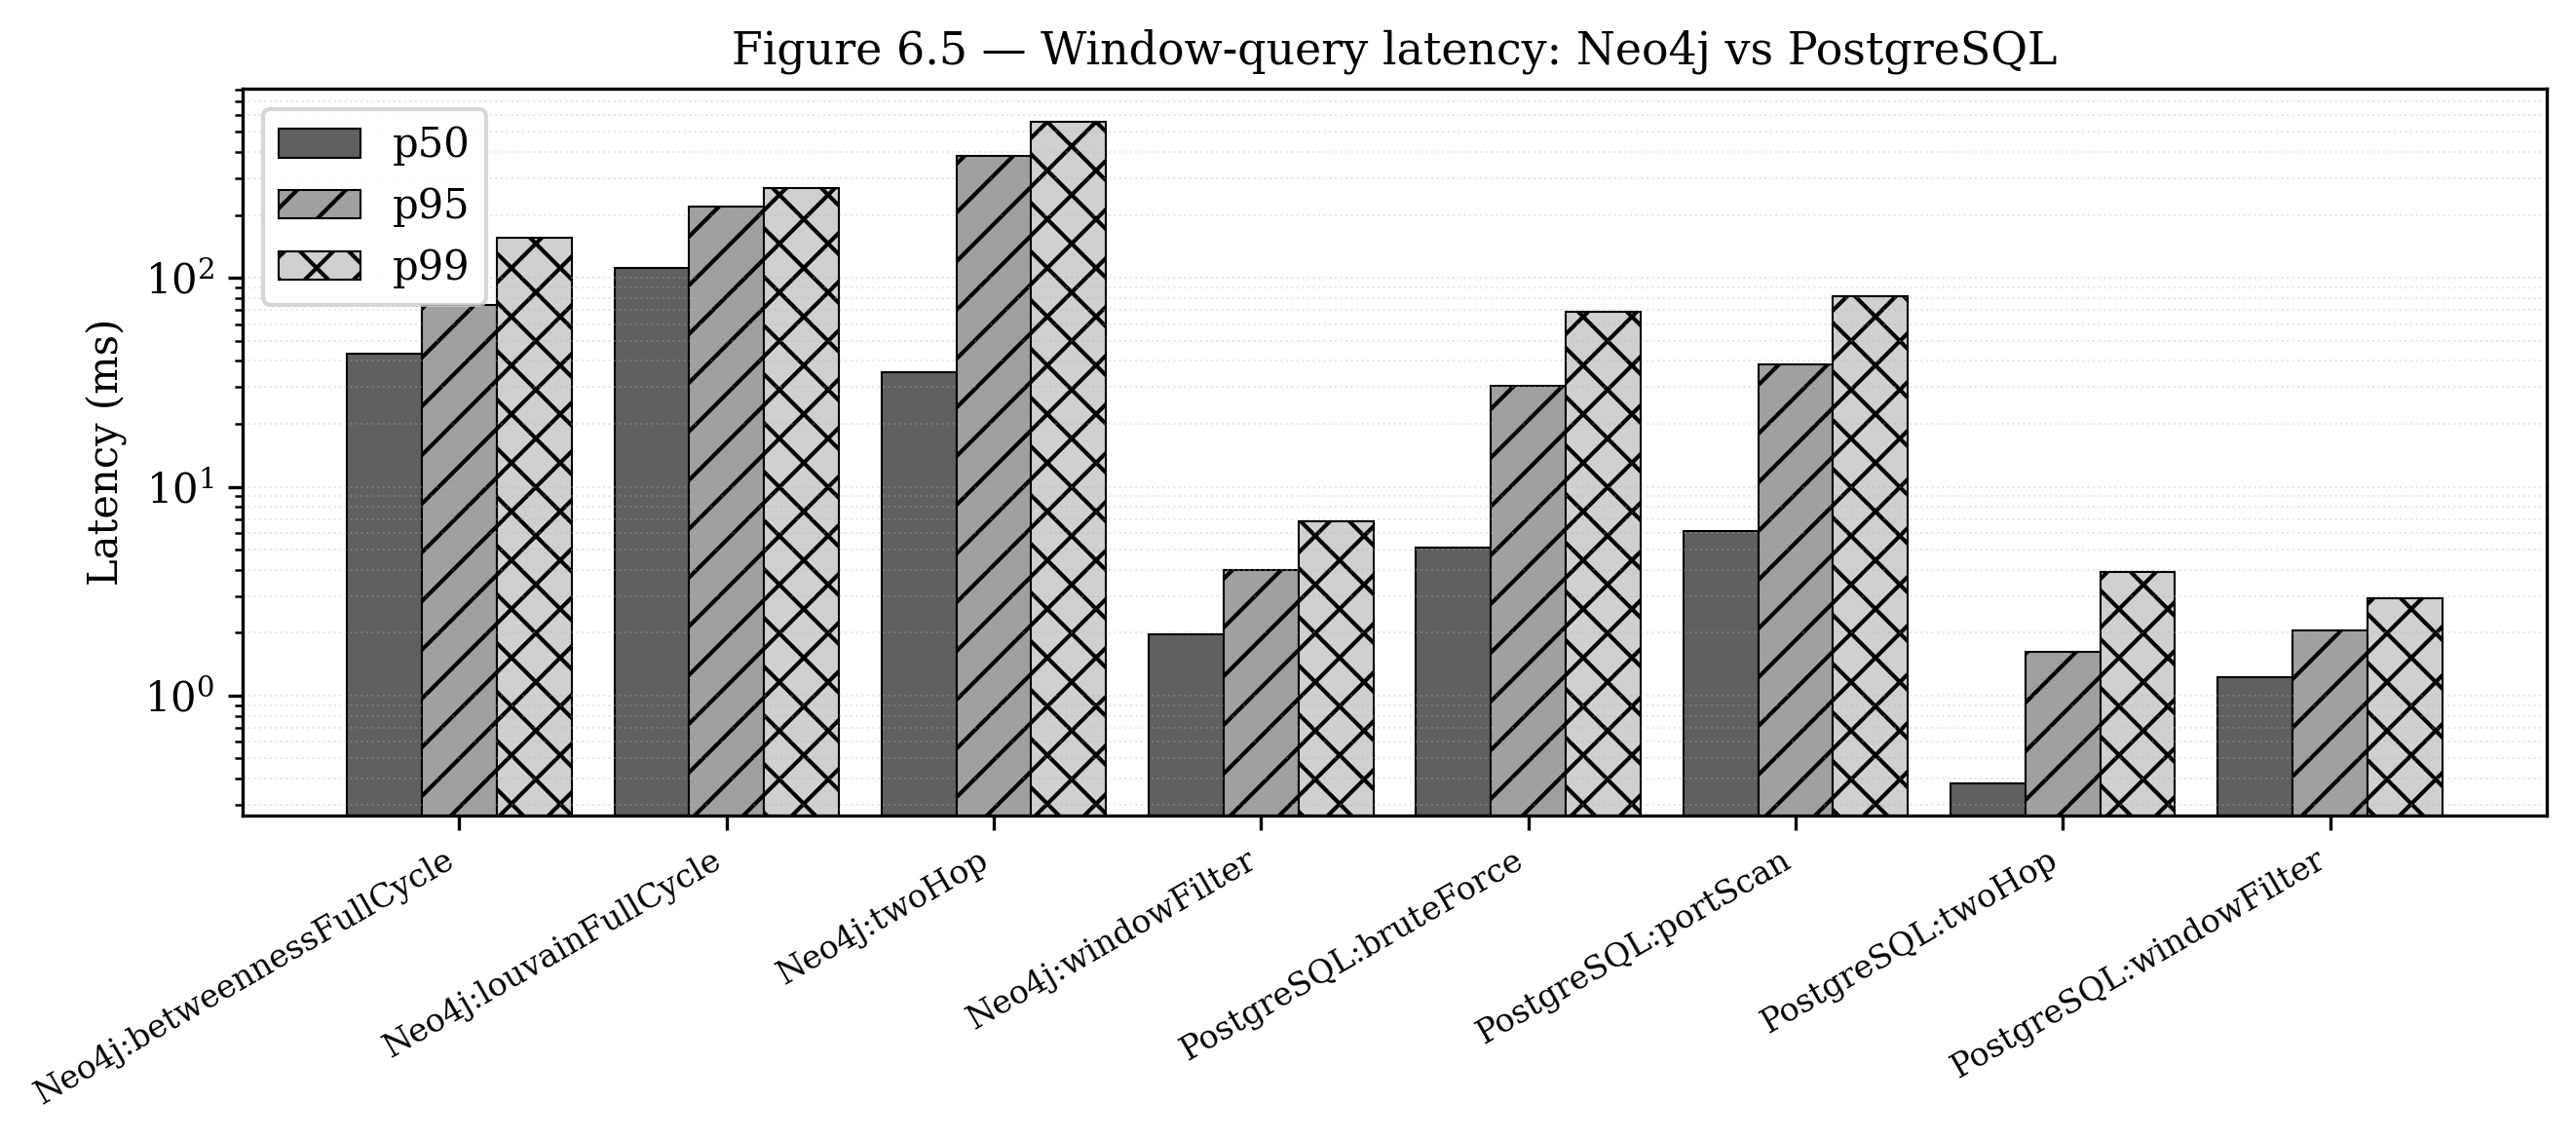 Figure 6.5 — Window-query latency: Neo4j vs PostgreSQL
p50
p95
p99
Latency (ms)
10²
10¹
10⁰
Neo4j:betweennessFullCycle
Neo4j:louvainFullCycle
Neo4j:twoHop
Neo4j:windowFilter
PostgreSQL:bruteForce
PostgreSQL:portScan
PostgreSQL:twoHop
PostgreSQL:windowFilter